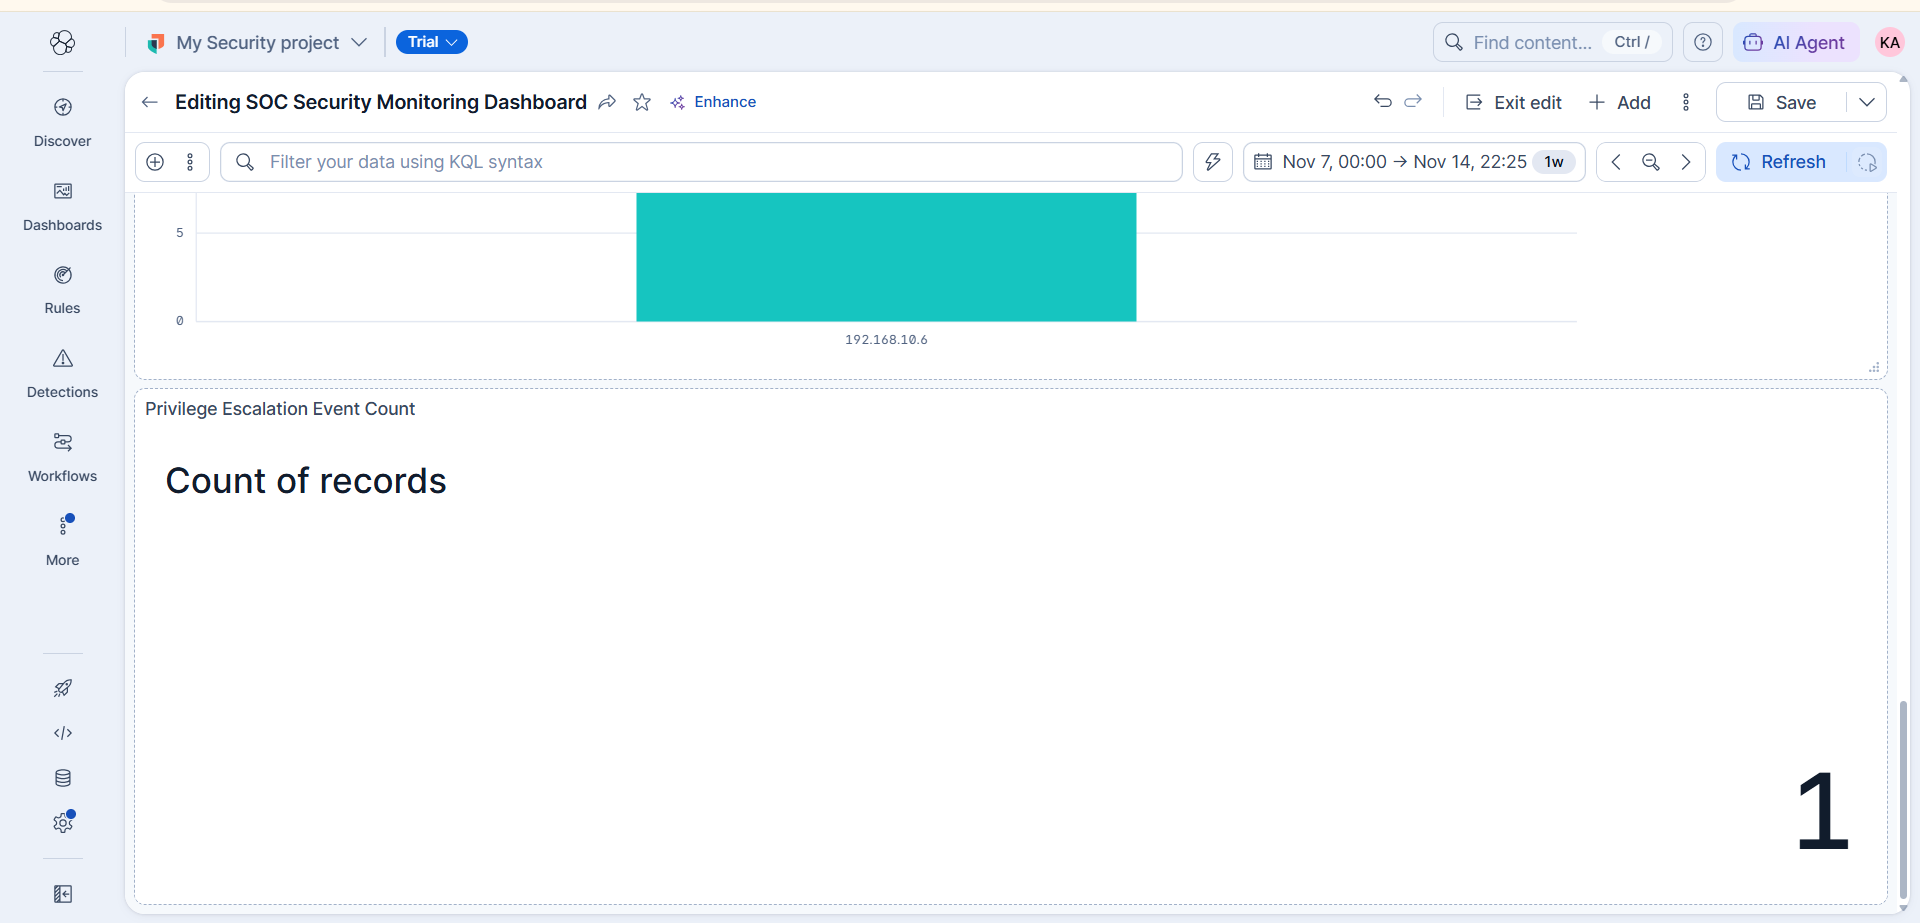 My Security project
Trial
Find content...
Ctrl /
AI Agent
KA
Editing SOC Security Monitoring Dashboard
Enhance
Exit edit
Add
Save
Filter your data using KQL syntax
Nov 7, 00:00 → Nov 14, 22:25
1w
Refresh
Discover
Dashboards
Rules
Detections
Workflows
More
5
0
192.168.10.6
Privilege Escalation Event Count
Count of records
1